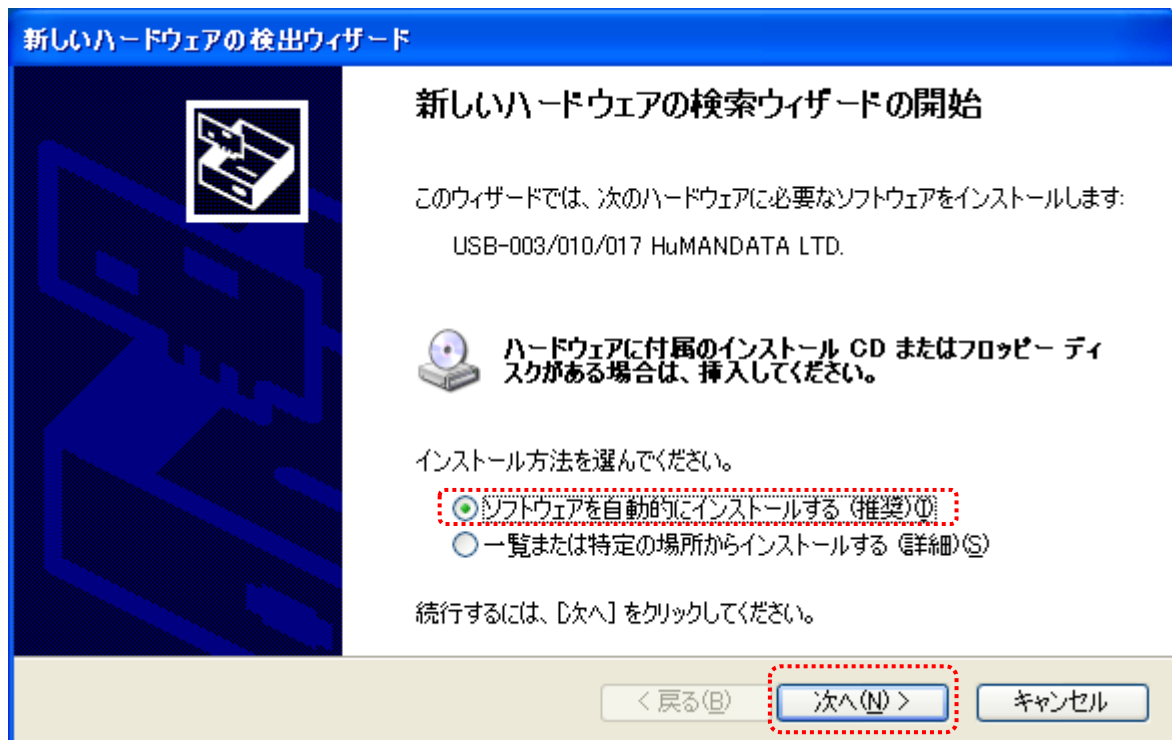 新しいハードウェアの検出ウィザード
新しいハードウェアの検索ウィザードの開始
このウィザードでは、次のハードウェアに必要なソフトウェアをインストールします:
USB-003/010/017 HuMANDATA LTD.
ハードウェアに付属のインストール CD またはフロッピー ディ
スクがある場合は、挿入してください。
インストール方法を選んでください。
ソフトウェアを自動的にインストールする (推奨)(I)
一覧または特定の場所からインストールする (詳細)(S)
続行するには、[次へ] をクリックしてください。
< 戻る(B) 次へ(N) > キャンセル